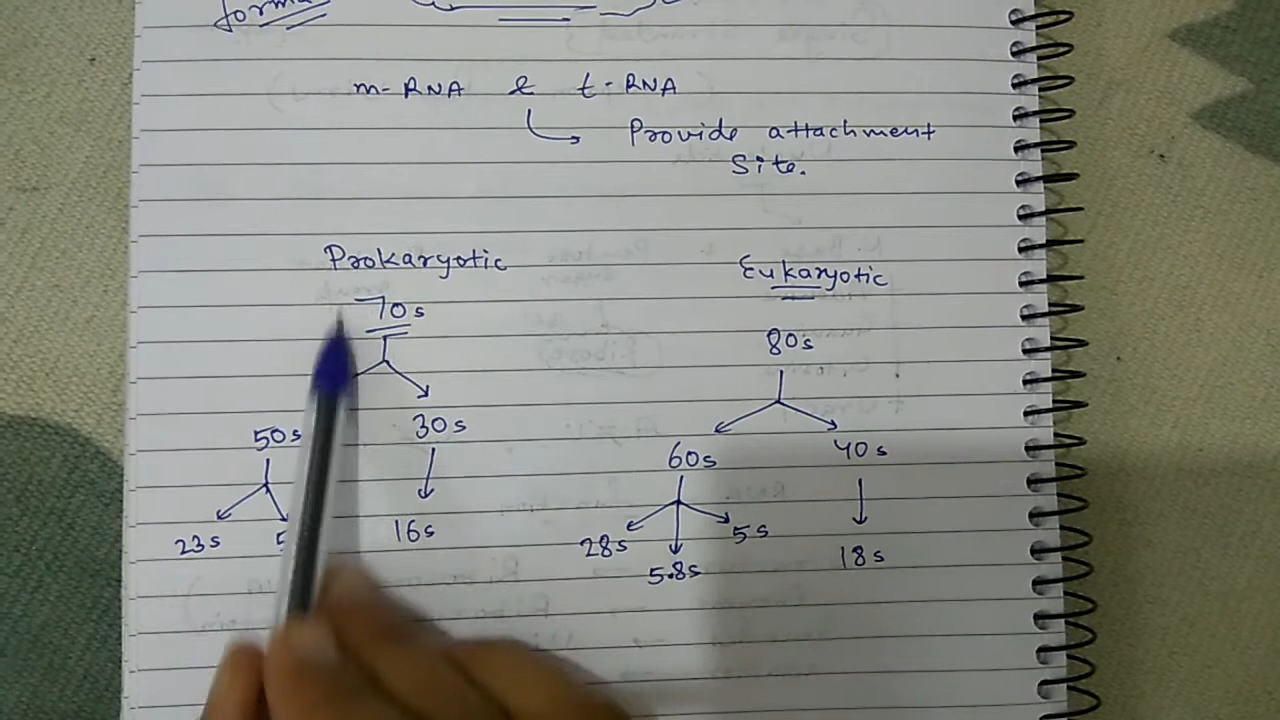 m-RNA & t-RNA
Provide attachment
Site.
Prokaryotic Eukaryotic
70s 80s
50s 30s 60s 40s
23s 5 16s 28s 5.8s 5s 18s